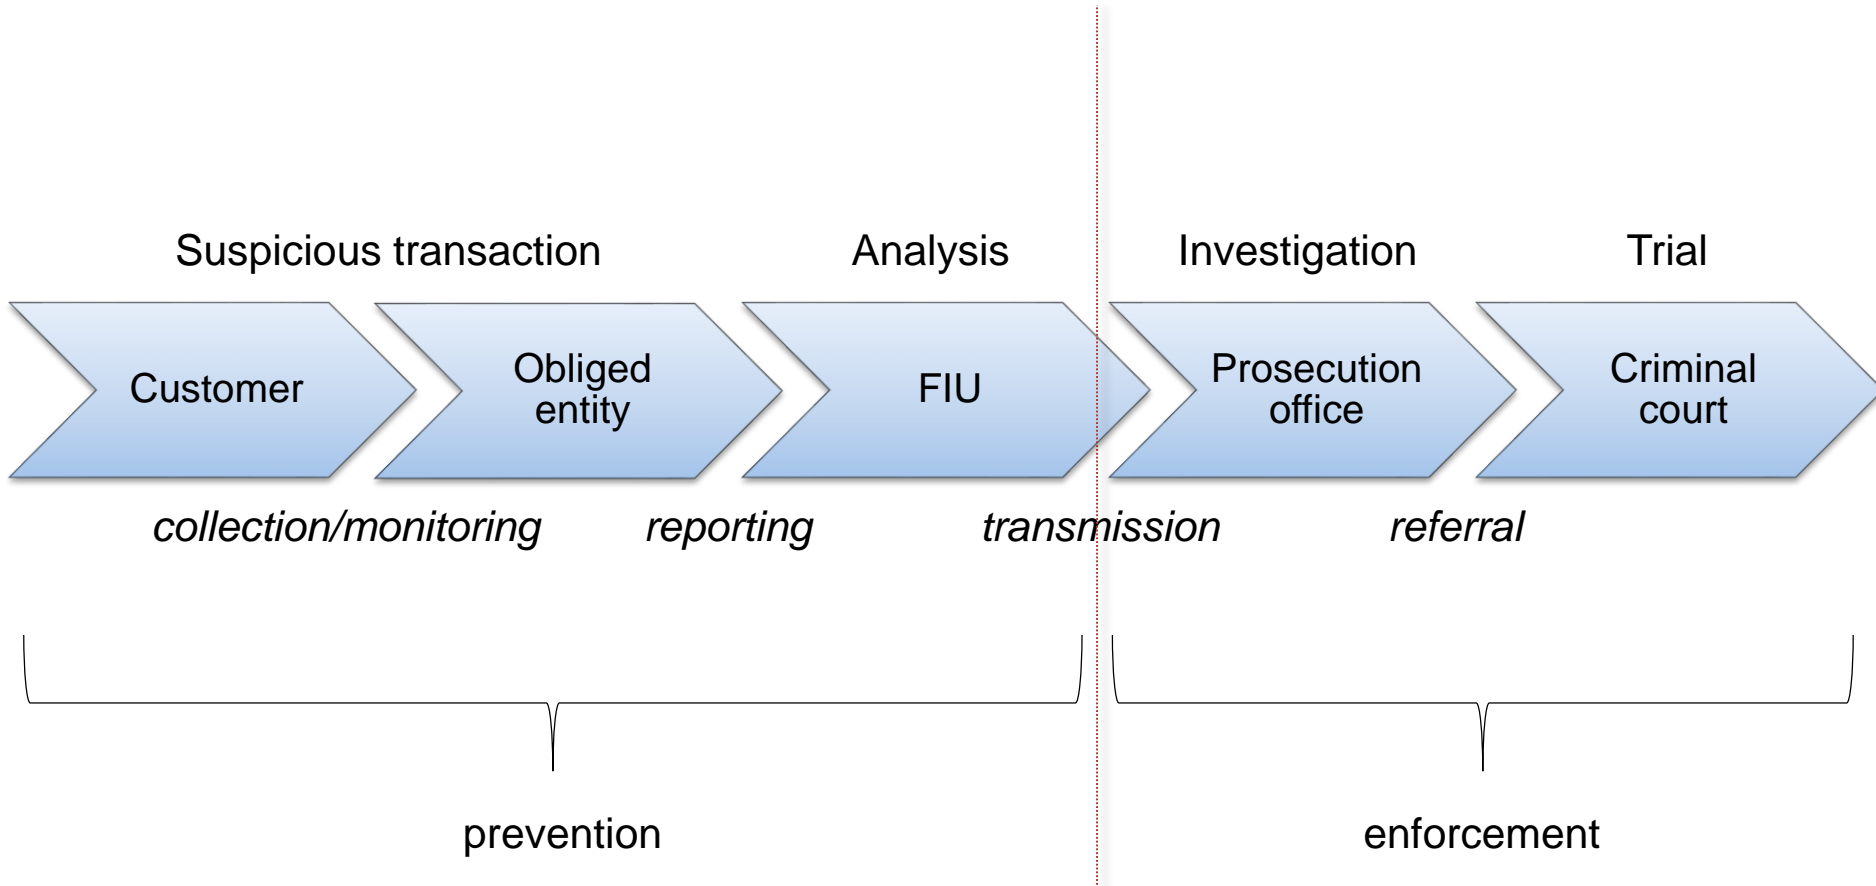 Suspicious transaction
Analysis
Investigation
Trial
Customer
Obliged
entity
FIU
Prosecution
office
Criminal
court
collection/monitoring
reporting
transmission
referral
prevention
enforcement